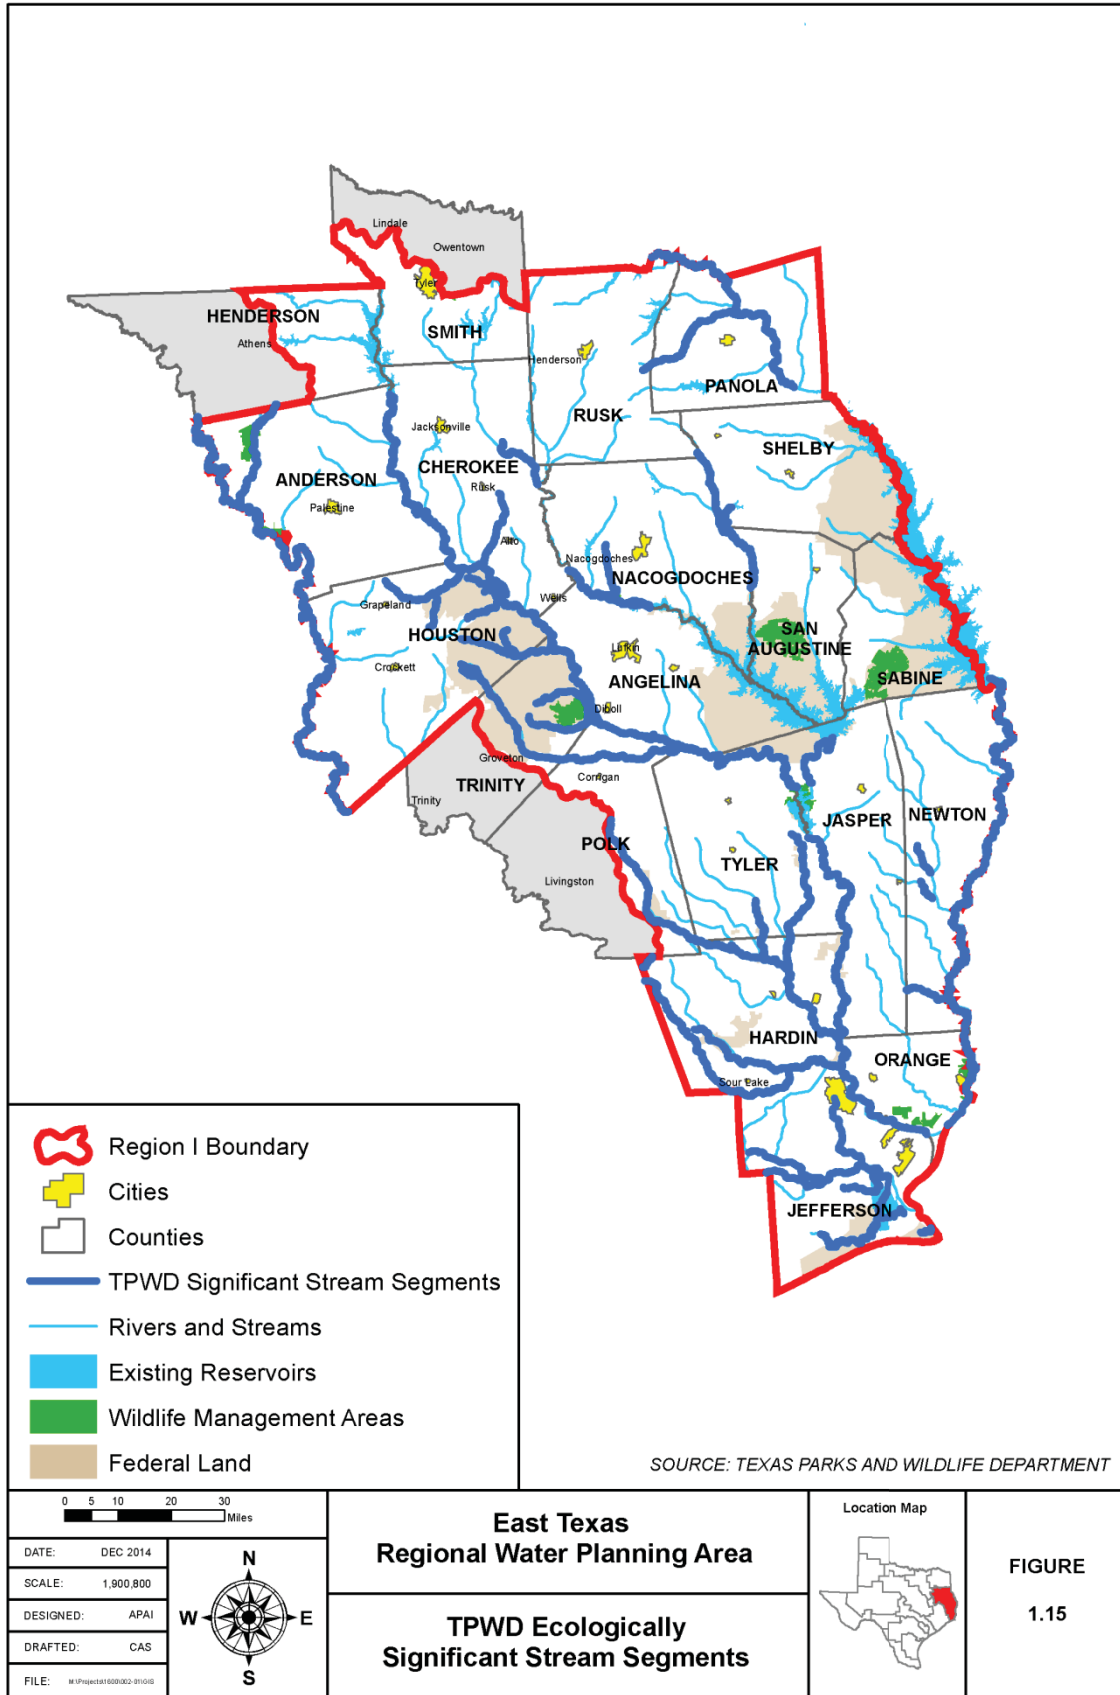 Lindale
Owentown
Tyler
HENDERSON
Athens
SMITH
Henderson
PANOLA
RUSK
Jacksonville
SHELBY
CHEROKEE
ANDERSON
Rusk
Palestine
Alto
Nacogdoches
NACOGDOCHES
Wells
Grapeland
HOUSTON
SAN
AUGUSTINE
Lufkin
Crockett
ANGELINA
SABINE
Diboll
Groveton
Corrigan
TRINITY
Trinity
JASPER
NEWTON
POLK
TYLER
Livingston
HARDIN
ORANGE
Sour Lake
JEFFERSON
Region I Boundary
Cities
Counties
TPWD Significant Stream Segments
Rivers and Streams
Existing Reservoirs
Wildlife Management Areas
Federal Land
SOURCE: TEXAS PARKS AND WILDLIFE DEPARTMENT
0 5 10 20 30
Miles
DATE: DEC 2014
SCALE: 1,900,800
DESIGNED: APAI
DRAFTED: CAS
FILE: M:\Projects\1600\002-01\GIS
N
W E
S
East Texas
Regional Water Planning Area
TPWD Ecologically
Significant Stream Segments
Location Map
FIGURE
1.15